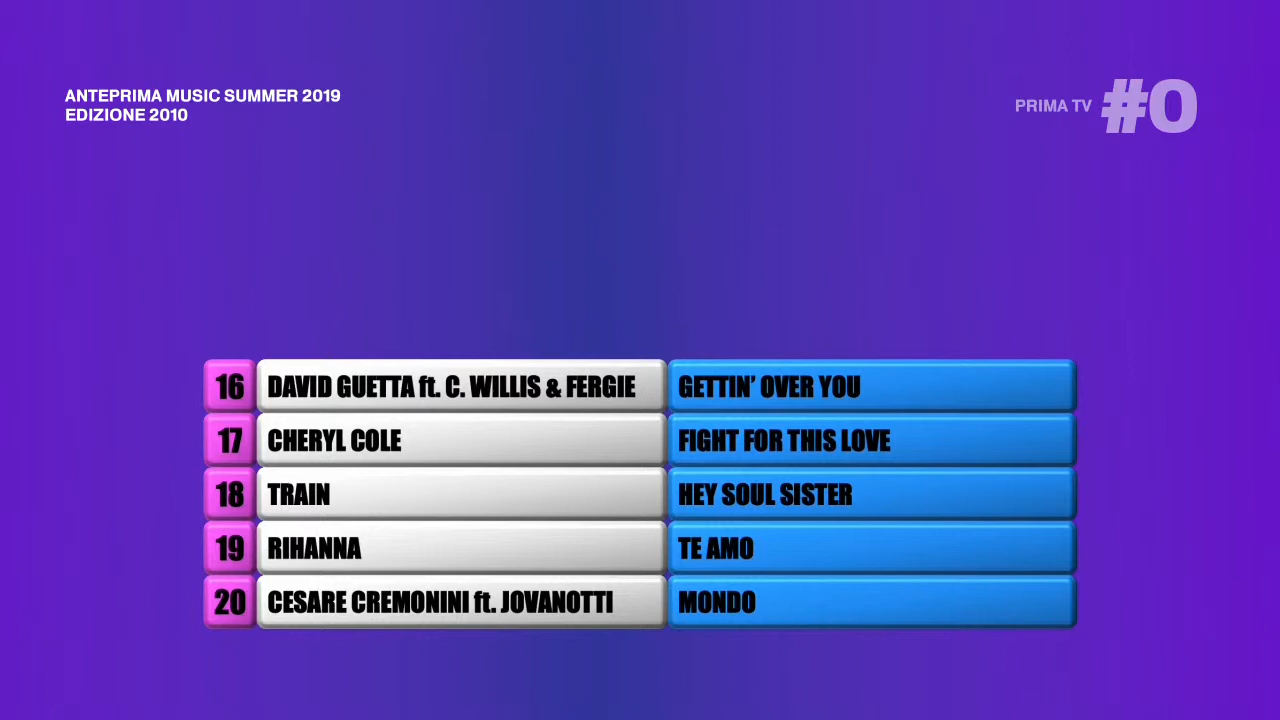 ANTEPRIMA MUSIC SUMMER 2019
EDIZIONE 2010
PRIMA TV #0
16 DAVID GUETTA ft. C. WILLIS & FERGIE GETTIN' OVER YOU
17 CHERYL COLE FIGHT FOR THIS LOVE
18 TRAIN HEY SOUL SISTER
19 RIHANNA TE AMO
20 CESARE CREMONINI ft. JOVANOTTI MONDO